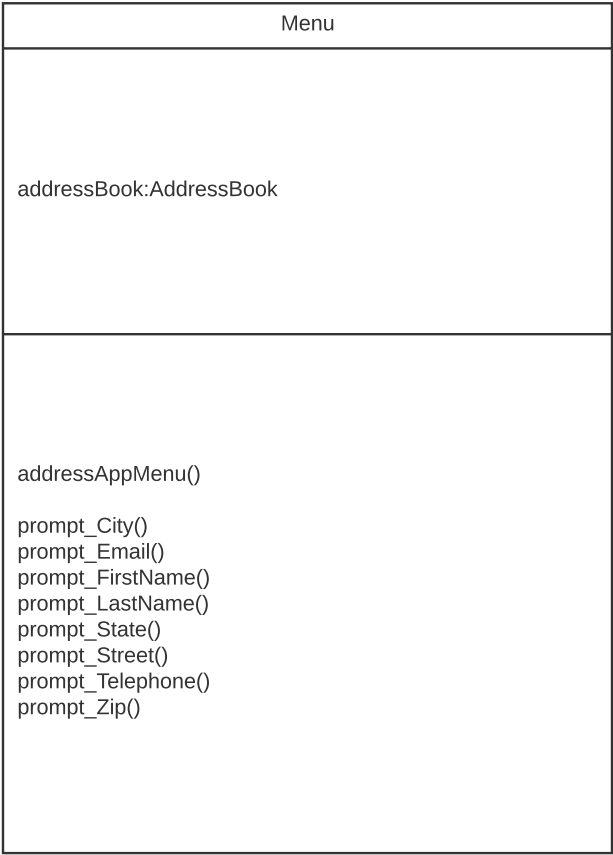 Menu
addressBook:AddressBook
addressAppMenu()
prompt_City()
prompt_Email()
prompt_FirstName()
prompt_LastName()
prompt_State()
prompt_Street()
prompt_Telephone()
prompt_Zip()